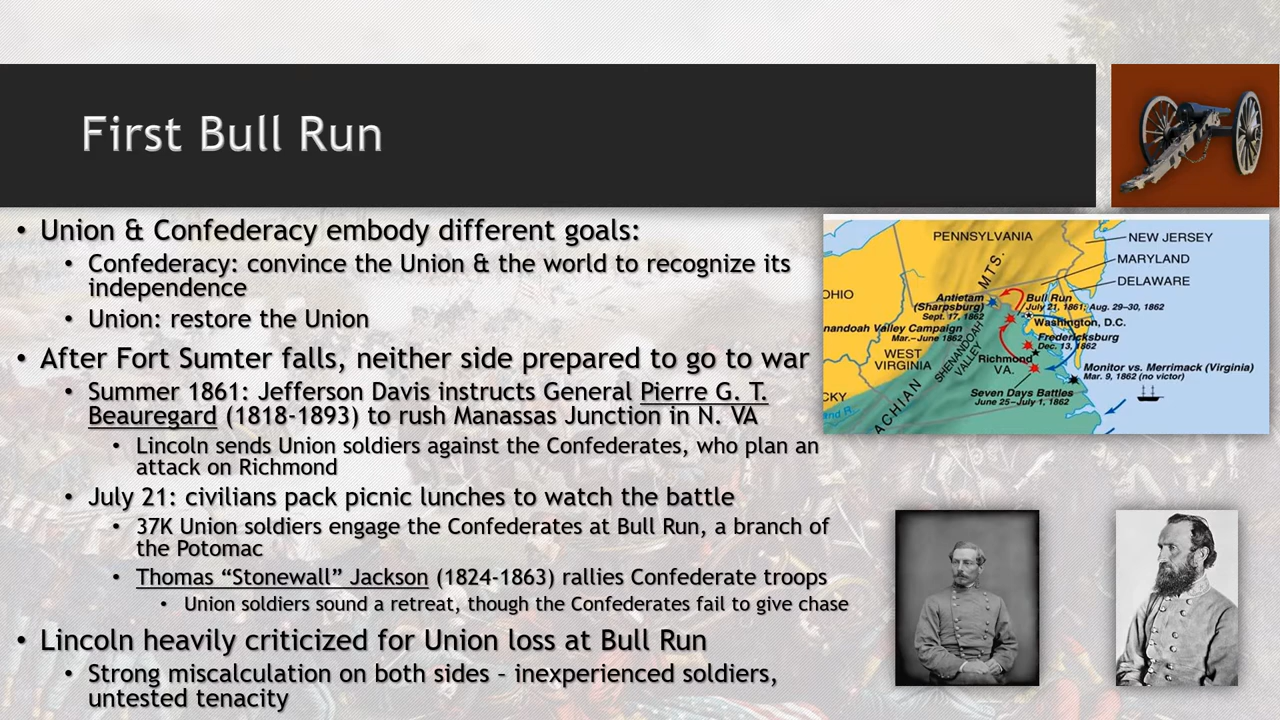 First Bull Run
• Union & Confederacy embody different goals:
• Confederacy: convince the Union & the world to recognize its
independence
• Union: restore the Union
• After Fort Sumter falls, neither side prepared to go to war
• Summer 1861: Jefferson Davis instructs General Pierre G. T.
Beauregard (1818-1893) to rush Manassas Junction in N. VA
• Lincoln sends Union soldiers against the Confederates, who plan an
attack on Richmond
• July 21: civilians pack picnic lunches to watch the battle
• 37K Union soldiers engage the Confederates at Bull Run, a branch of
the Potomac
• Thomas “Stonewall” Jackson (1824-1863) rallies Confederate troops
• Union soldiers sound a retreat, though the Confederates fail to give chase
• Lincoln heavily criticized for Union loss at Bull Run
• Strong miscalculation on both sides – inexperienced soldiers,
untested tenacity
PENNSYLVANIA
NEW JERSEY
MARYLAND
DELAWARE
OHIO
MTS.
Antietam
(Sharpsburg)
Sept. 17, 1862
Bull Run
July 21, 1861; Aug. 29–30, 1862
Washington, D.C.
nandoah Valley Campaign
Mar.–June 1862
Fredericksburg
Dec. 13, 1862
WEST
VIRGINIA
SHENANDOAH
VALLEY
Richmond
VA.
Monitor vs. Merrimack (Virginia)
Mar. 9, 1862 (no victor)
Seven Days Battles
June 25–July 1, 1862
CKY
ACHIAN
and R.